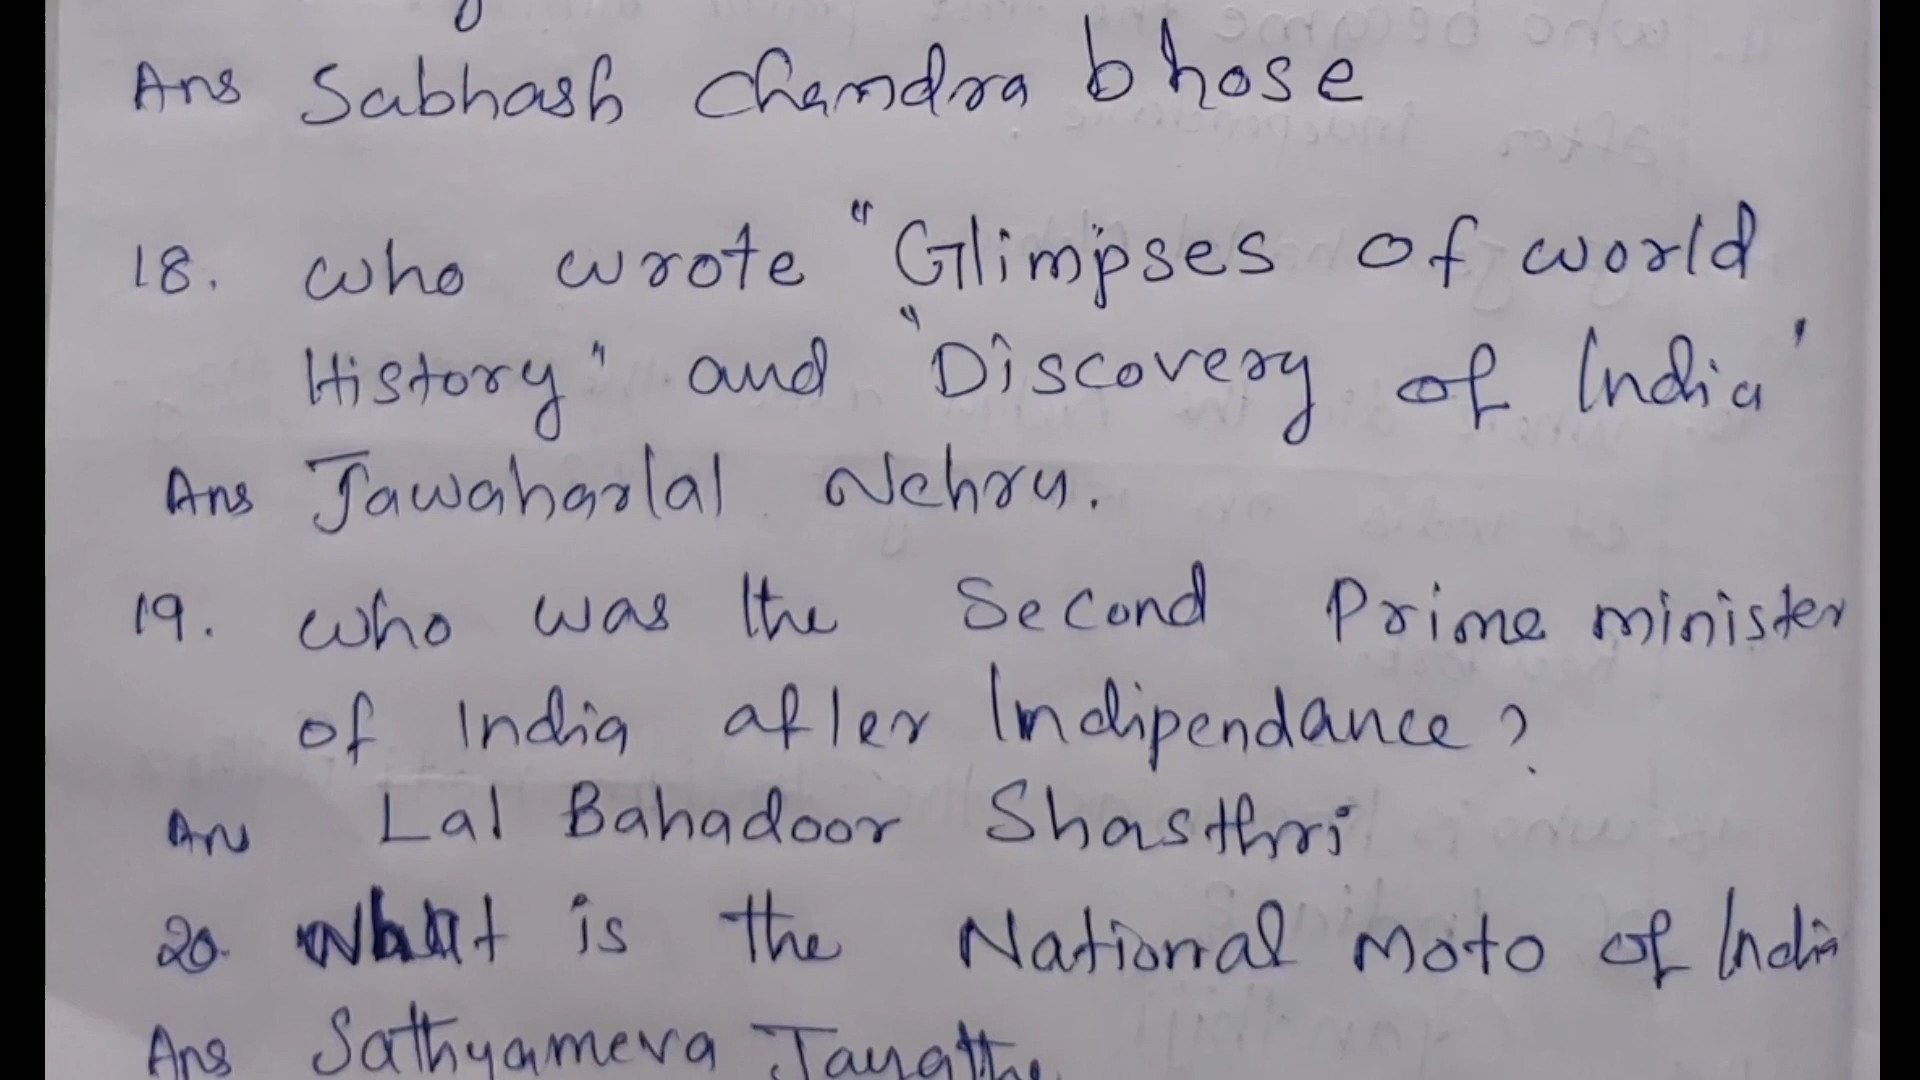 Ans Sabhash Chandra bhose
18. who wrote "Glimpses of world
History" and "Discovery of India'
Ans Jawaharlal Nehru.
19. who was the Second Prime minister
of India after Indipendance?
Ans Lal Bahadoor Shasthri
20. What is the National Moto of India
Ans Sathyameva Jayathe